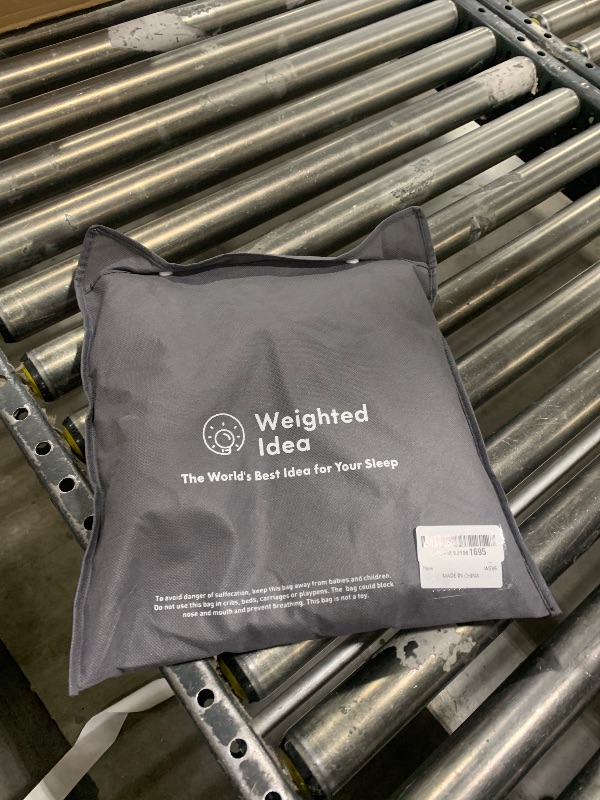 Weighted
Idea
The World's Best Idea for Your Sleep
1695
MADE IN CHINA
To avoid danger of suffocation, keep this bag away from babies and children.
Do not use this bag in cribs, beds, carriages or playpens. The bag could block
nose and mouth and prevent breathing. This bag is not a toy.